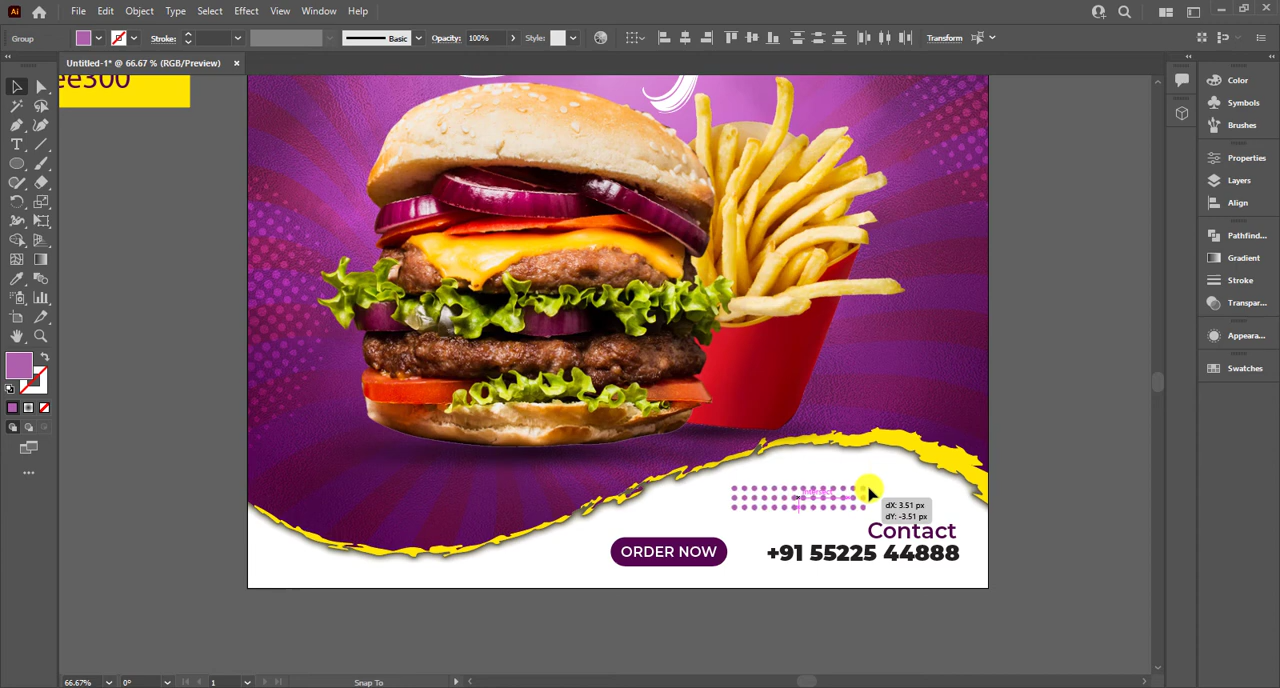 Ai File Edit Object Type Select Effect View Window Help
Group Stroke: Basic Opacity: 100% Style: Transform
Untitled-1* @ 66.67 % (RGB/Preview) ×
ee300
Color
Symbols
Brushes
Properties
Layers
Align
Pathfind...
Gradient
Stroke
Transpar...
Appeara...
Swatches
intersect
dX: 3.51 px
dY: -3.51 px
Contact
ORDER NOW
+91 55225 44888
66.67% 0° 1 Snap To